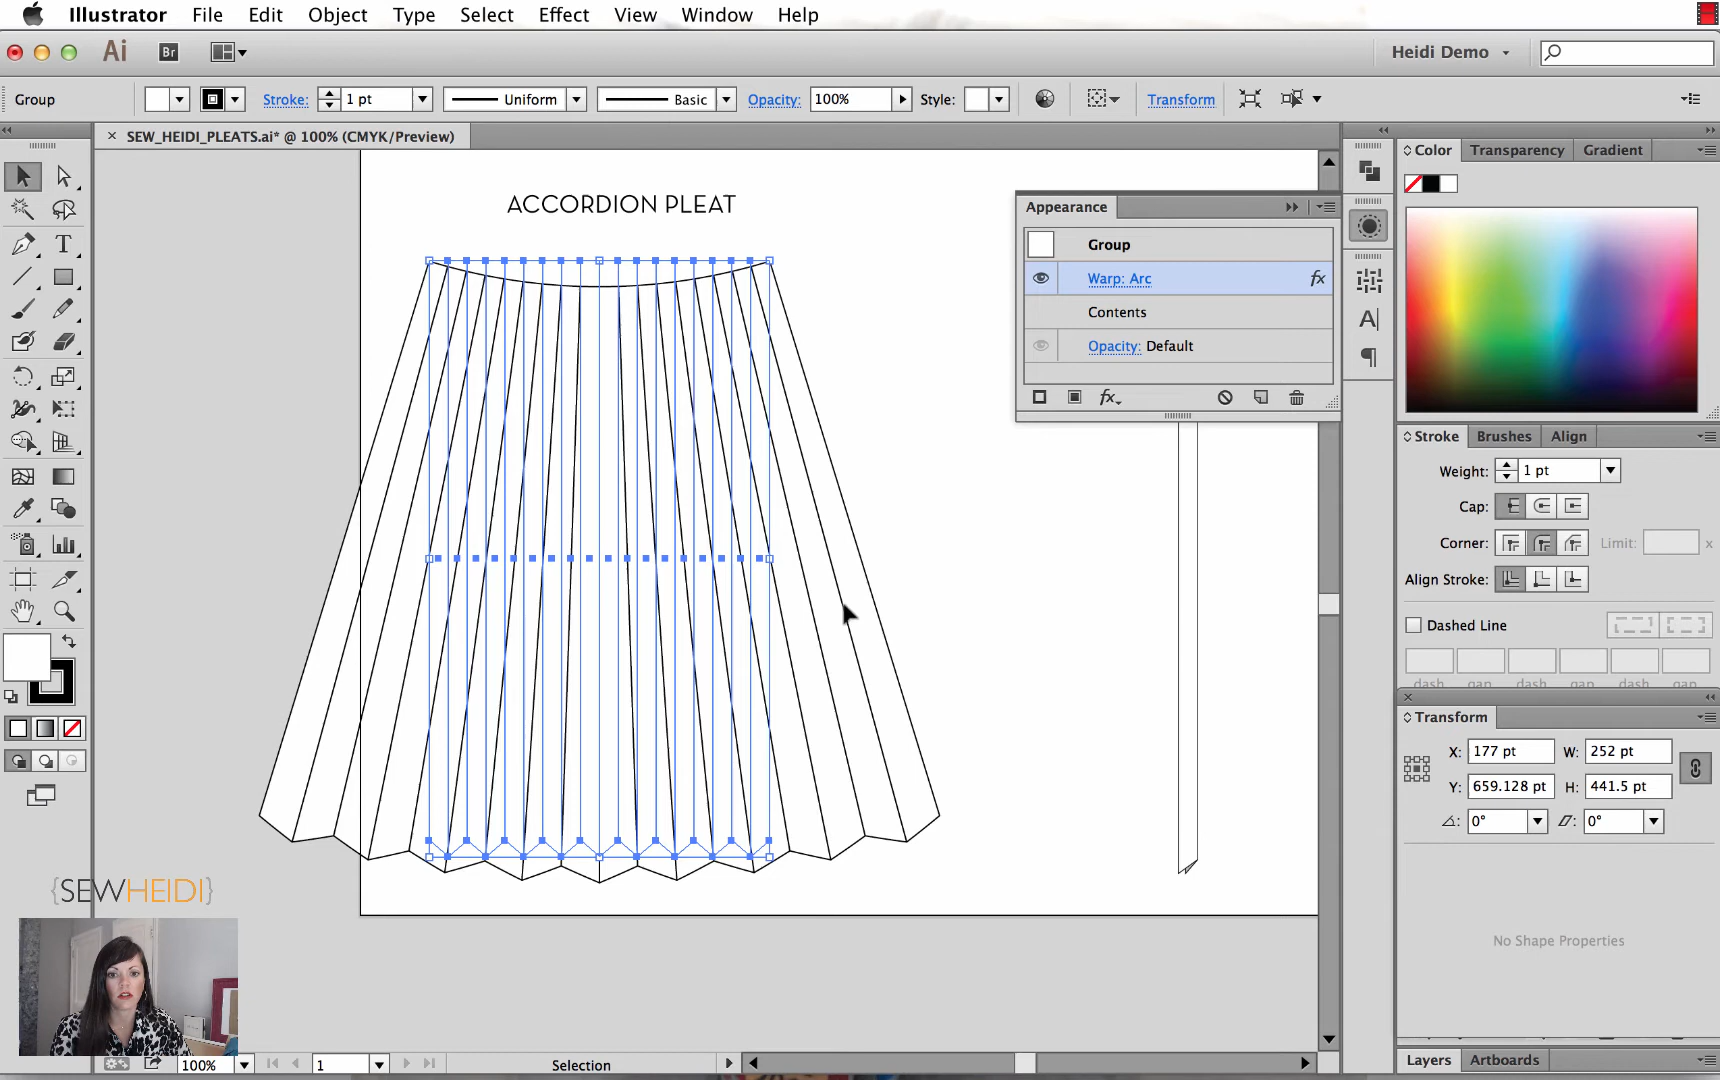 Illustrator File Edit Object Type Select Effect View Window Help
Ai Br Heidi Demo
Group Stroke: 1 pt Uniform Basic Opacity: 100% Style: Transform
× SEW_HEIDI_PLEATS.ai* @ 100% (CMYK/Preview)
ACCORDION PLEAT
Appearance
Group
Warp: Arc fx
Contents
Opacity: Default
fx
Color Transparency Gradient
Stroke Brushes Align
Weight: 1 pt
Cap:
Corner: Limit: x
Align Stroke:
Dashed Line
dash gap dash gap dash gap
Transform
X: 177 pt W: 252 pt
Y: 659.128 pt H: 441.5 pt
0° 0°
No Shape Properties
{SEWHEIDI}
100% 1 Selection
Layers Artboards